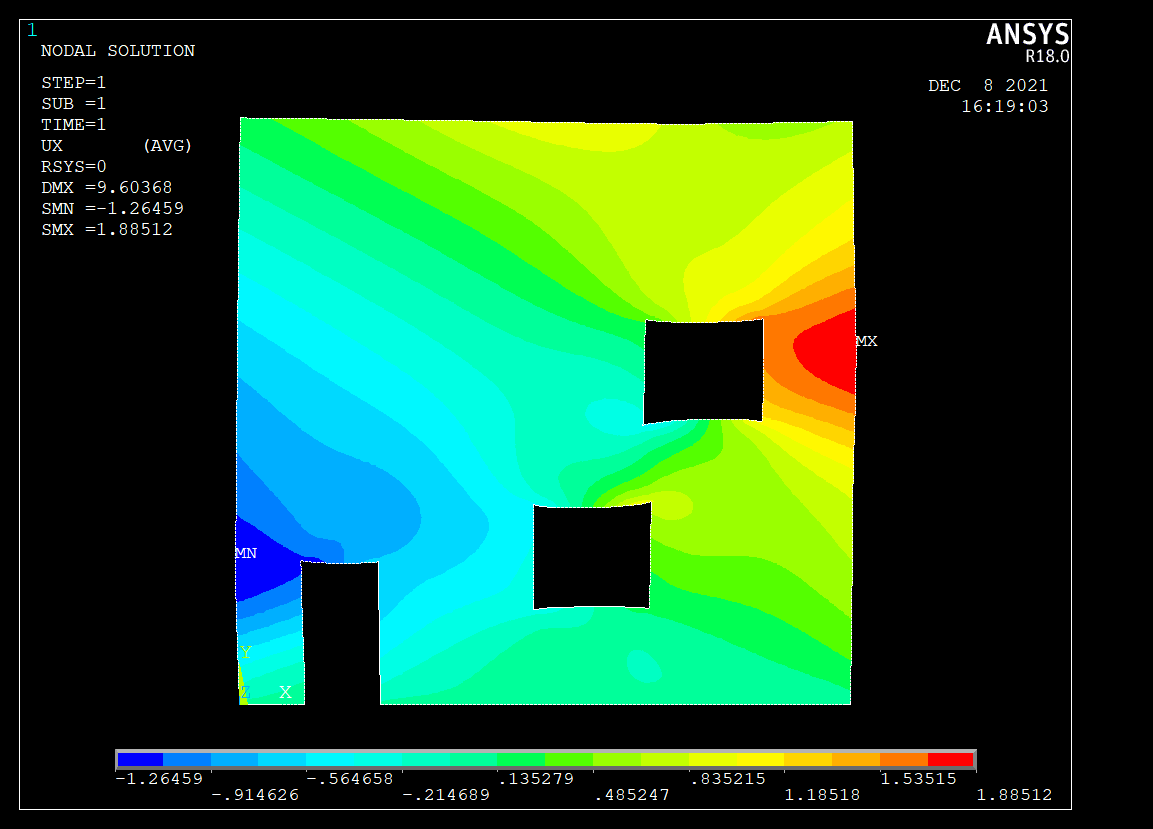 1
NODAL SOLUTION
STEP=1
SUB =1
TIME=1
UX (AVG)
RSYS=0
DMX =9.60368
SMN =-1.26459
SMX =1.88512
ANSYS
R18.0
DEC 8 2021
16:19:03
MX
MN
Y
Z X
-1.26459 -.564658 .135279 .835215 1.53515
-.914626 -.214689 .485247 1.18518 1.88512